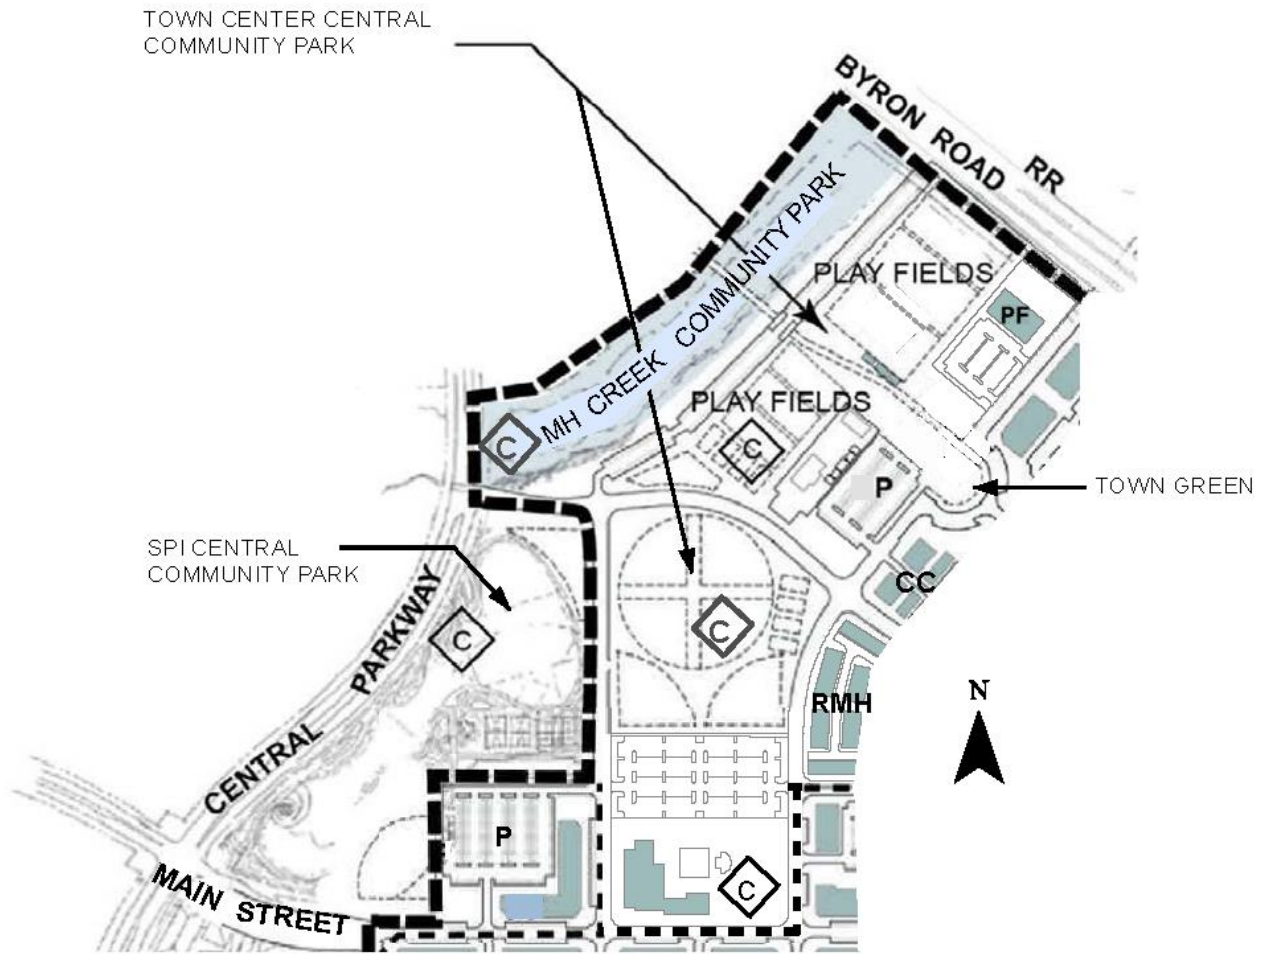 TOWN CENTER CENTRAL
COMMUNITY PARK
BYRON ROAD
RR
MH CREEK COMMUNITY PARK
PLAY FIELDS
PF
PLAY FIELDS
C
C
P
TOWN GREEN
SPI CENTRAL
COMMUNITY PARK
CC
C
C
CENTRAL PARKWAY
RMH
N
P
C
MAIN STREET